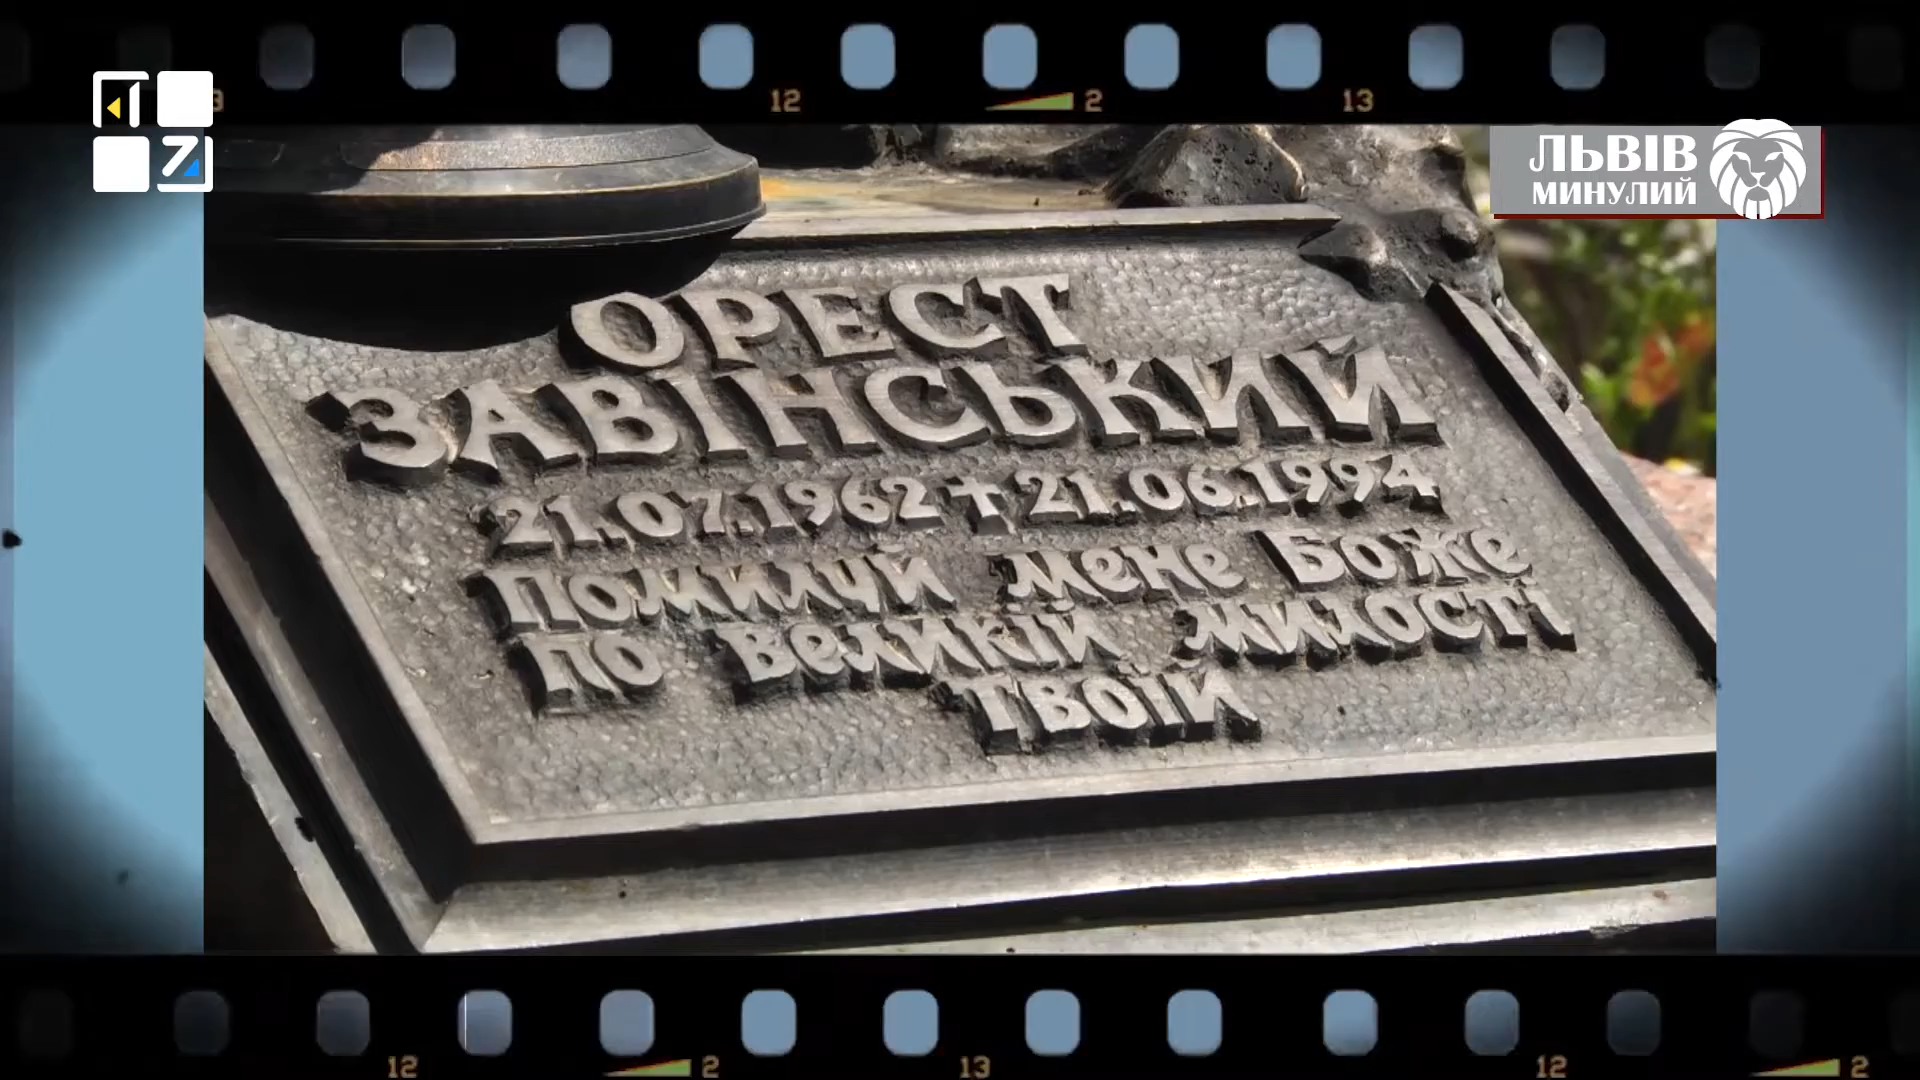 3
12
2
13
ЛЬВІВ
МИНУЛИЙ
ОРЕСТ
ЗАВІНСЬКИЙ
21.07.1962 ✝ 21.06.1994
Помилуй мене Боже
по великій милості
твоїй
12
2
13
12
2